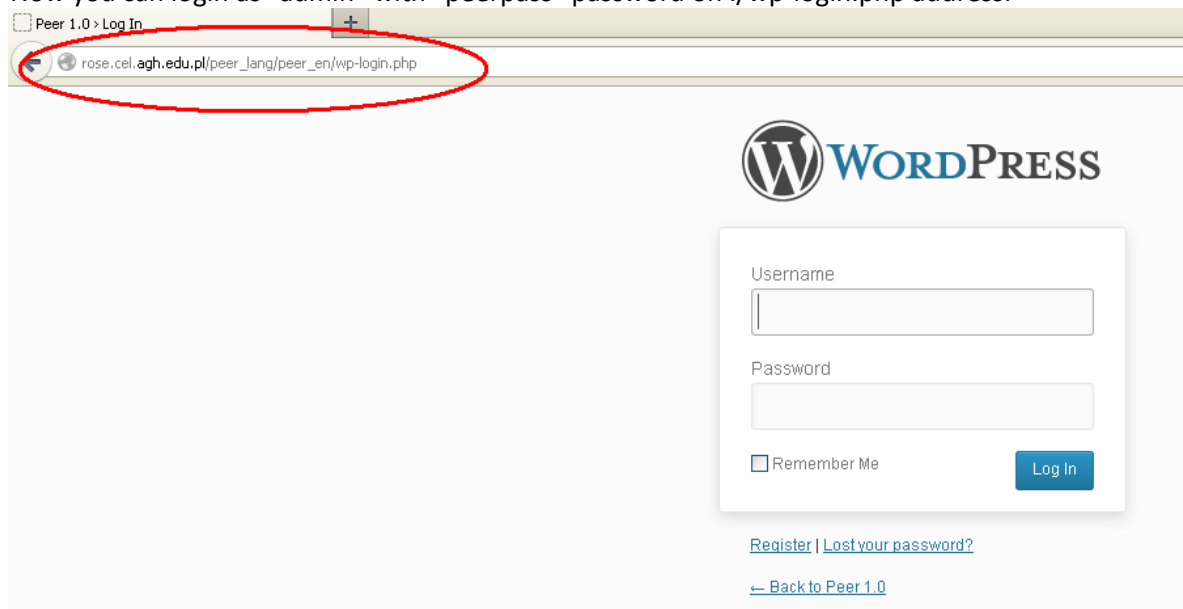 Now you can login as "admin" with "peerpass" password on ./wp-login.php address.
Peer 1.0 › Log In
+
rose.cel.agh.edu.pl/peer_lang/peer_en/wp-login.php
WORDPRESS
Username
Password
Remember Me
Log In
Register | Lost your password?
← Back to Peer 1.0